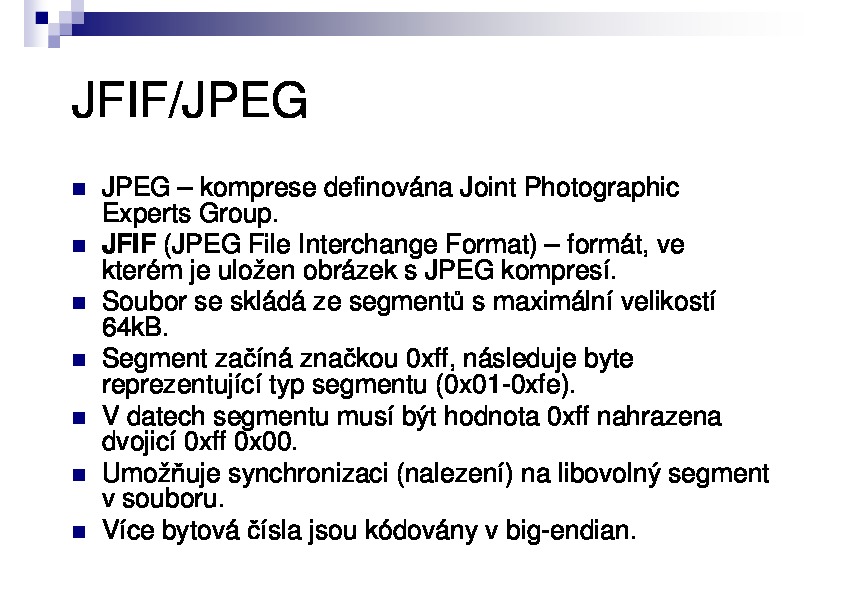 JFIF/JPEG
JPEG – komprese definována Joint Photographic
Experts Group.
JFIF (JPEG File Interchange Format) – formát, ve
kterém je uložen obrázek s JPEG kompresí.
Soubor se skládá ze segmentů s maximální velikostí
64kB.
Segment začíná značkou 0xff, následuje byte
reprezentující typ segmentu (0x01-0xfe).
V datech segmentu musí být hodnota 0xff nahrazena
dvojicí 0xff 0x00.
Umožňuje synchronizaci (nalezení) na libovolný segment
v souboru.
Více bytová čísla jsou kódovány v big-endian.